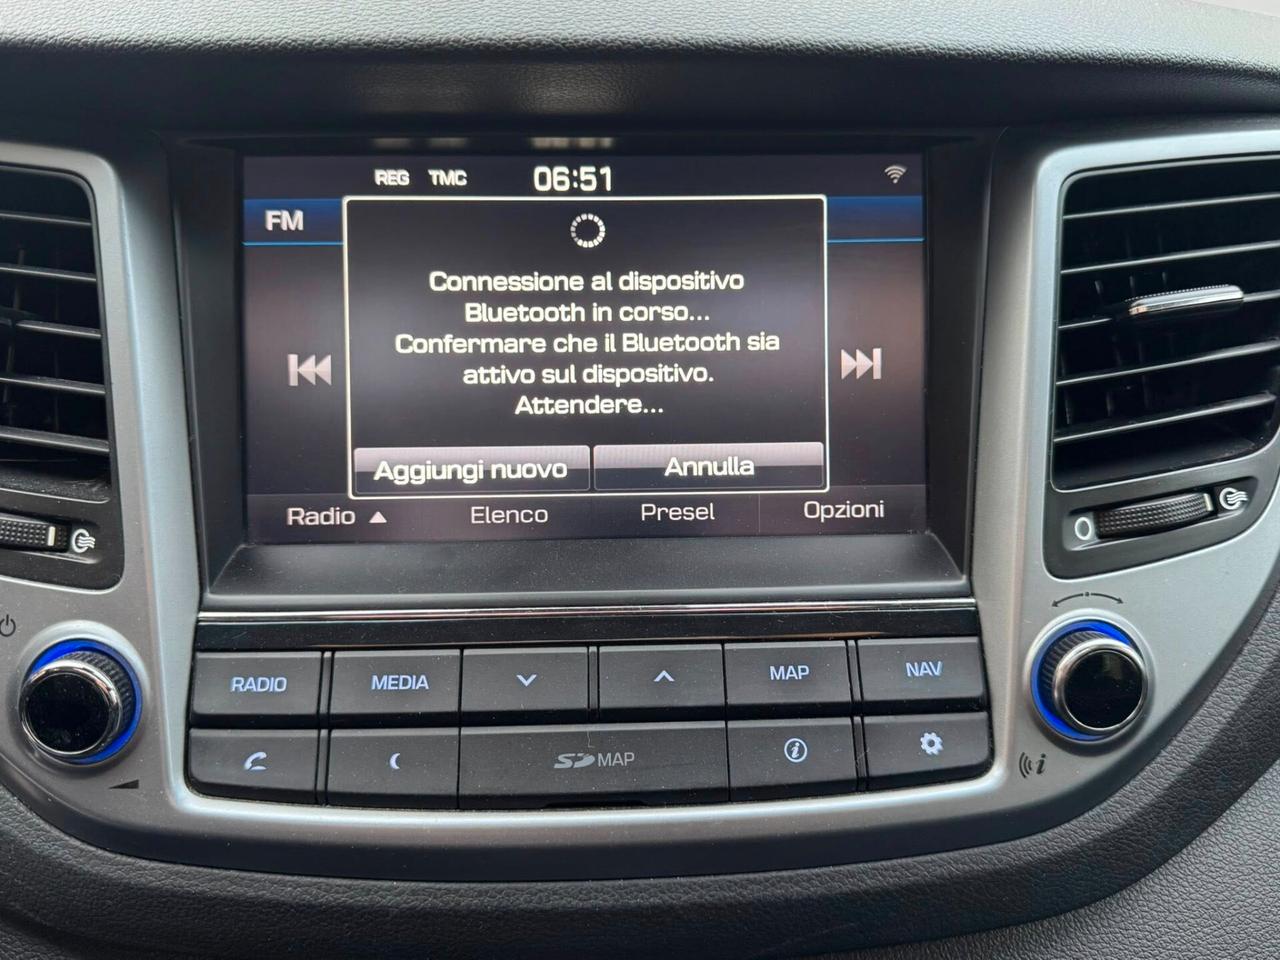 REG TMC 06:51
FM
Connessione al dispositivo
Bluetooth in corso...
Confermare che il Bluetooth sia
attivo sul dispositivo.
Attendere...
Aggiungi nuovo Annulla
Radio Elenco Presel Opzioni
RADIO MEDIA MAP NAV
SD MAP i
i
0